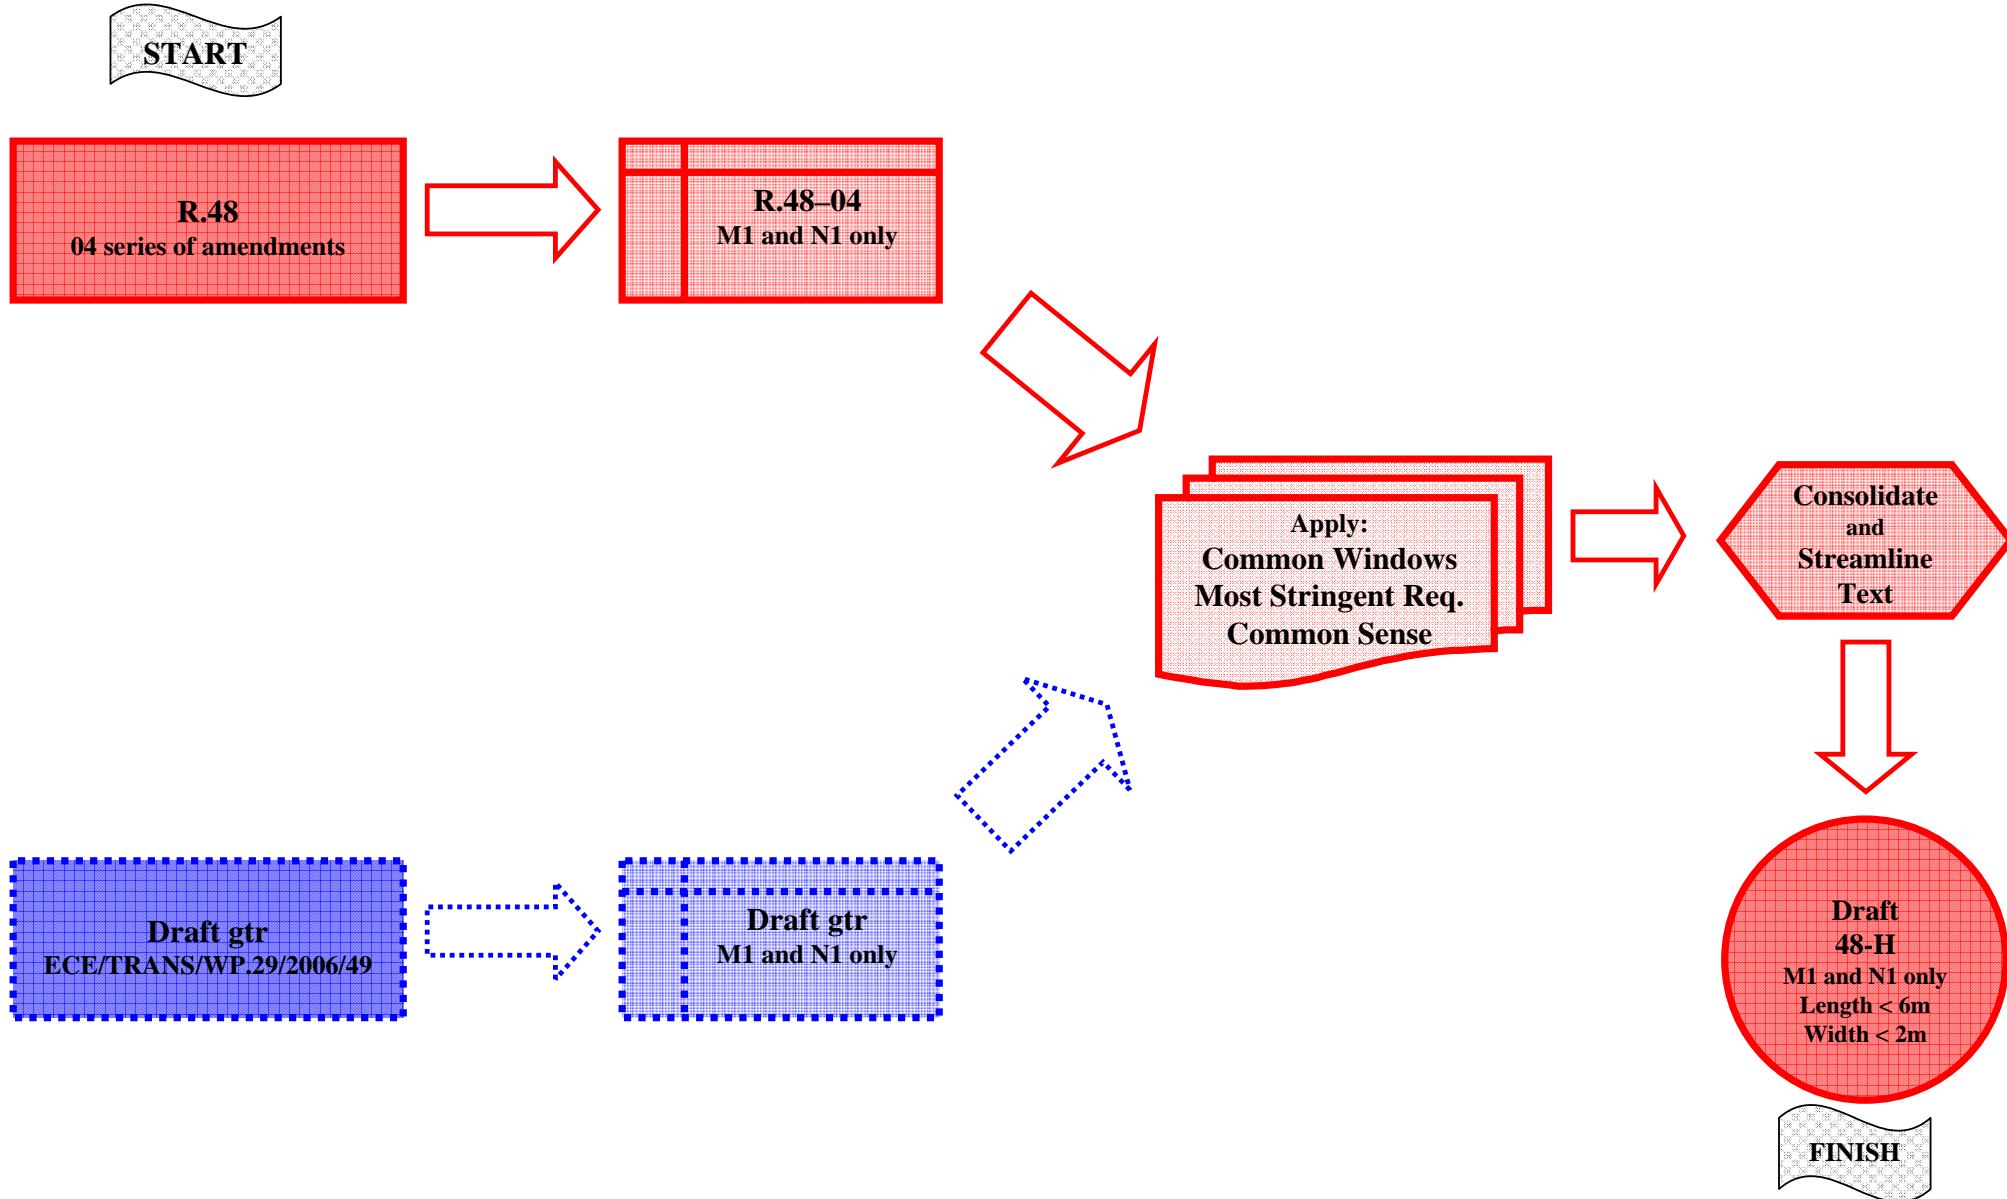 START
R.48
04 series of amendments
R.48–04
M1 and N1 only
Apply:
Common Windows
Most Stringent Req.
Common Sense
Consolidate
and
Streamline
Text
Draft gtr
ECE/TRANS/WP.29/2006/49
Draft gtr
M1 and N1 only
Draft
48-H
M1 and N1 only
Length < 6m
Width < 2m
FINISH